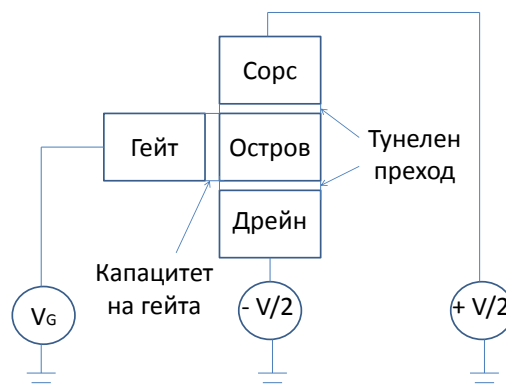 Сорс
Гейт
Остров
Тунелен
преход
Дрейн
Капацитет
на гейта
VG
- V/2
+ V/2